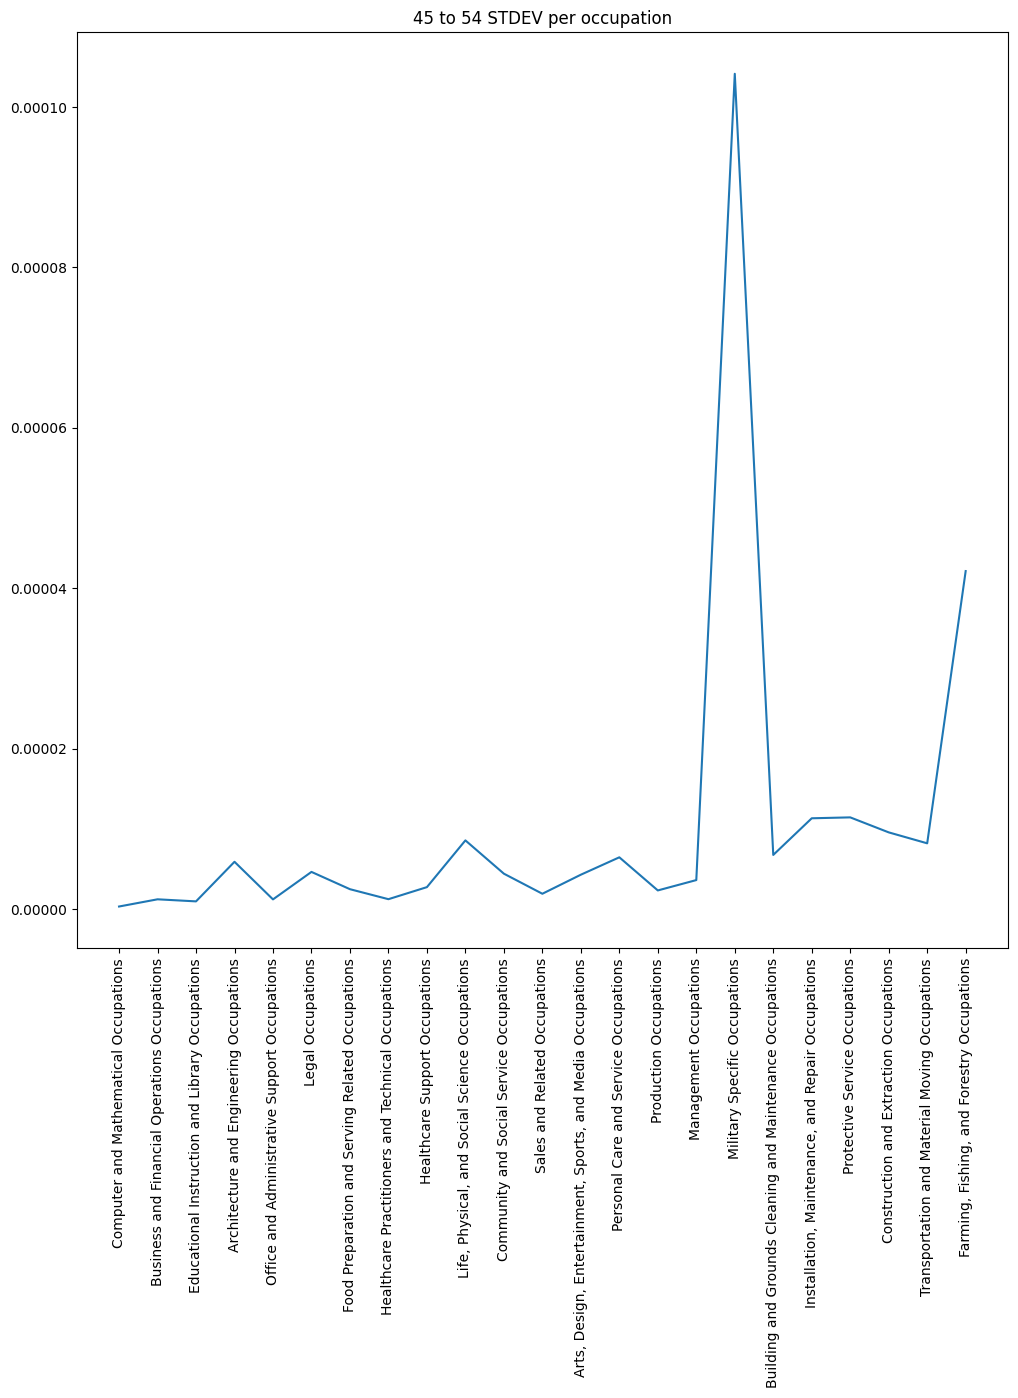 45 to 54 STDEV per occupation
0.00010
0.00008
0.00006
0.00004
0.00002
0.00000
Computer and Mathematical Occupations
Business and Financial Operations Occupations
Educational Instruction and Library Occupations
Architecture and Engineering Occupations
Office and Administrative Support Occupations
Legal Occupations
Food Preparation and Serving Related Occupations
Healthcare Practitioners and Technical Occupations
Healthcare Support Occupations
Life, Physical, and Social Science Occupations
Community and Social Service Occupations
Sales and Related Occupations
Arts, Design, Entertainment, Sports, and Media Occupations
Personal Care and Service Occupations
Production Occupations
Management Occupations
Military Specific Occupations
Building and Grounds Cleaning and Maintenance Occupations
Installation, Maintenance, and Repair Occupations
Protective Service Occupations
Construction and Extraction Occupations
Transportation and Material Moving Occupations
Farming, Fishing, and Forestry Occupations